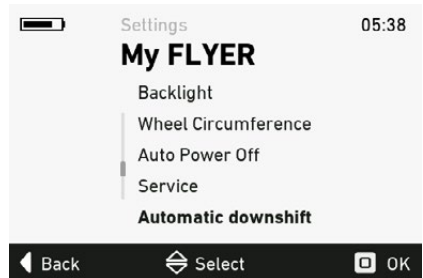 Settings 05:38
My FLYER
Backlight
Wheel Circumference
Auto Power Off
Service
Automatic downshift
Back Select OK